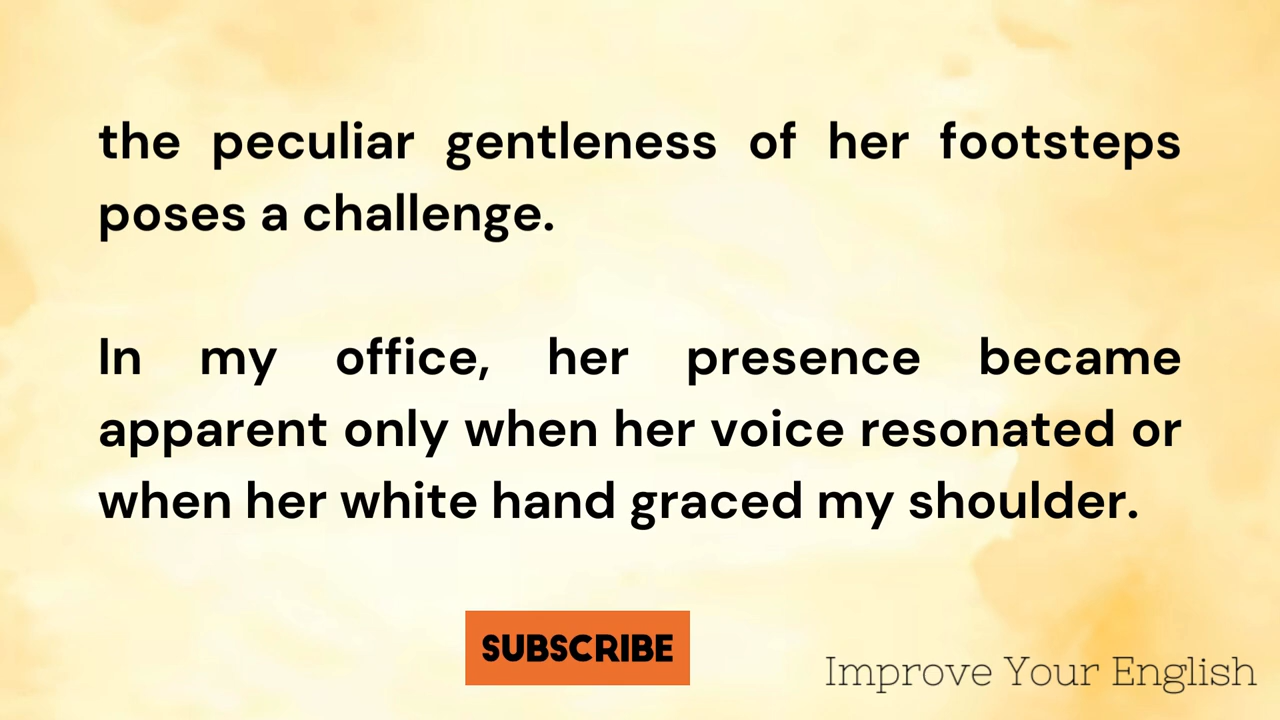 the peculiar gentleness of her footsteps
poses a challenge.
In my office, her presence became
apparent only when her voice resonated or
when her white hand graced my shoulder.
SUBSCRIBE
Improve Your English